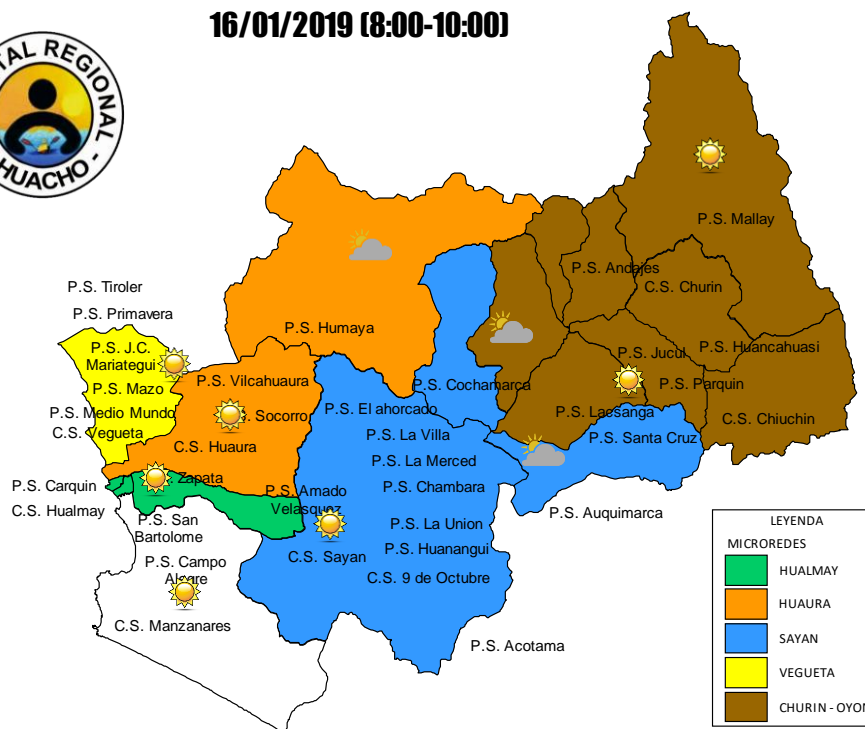 16/01/2019 (8:00-10:00)
TAL REGIONAL
HUACHO -
P.S. Mallay
P.S. Andajes
C.S. Churin
P.S. Tiroler
P.S. Primavera
P.S. Humaya
P.S. J.C.
Mariategui
P.S. Jucul
P.S. Huancahuasi
P.S. Vilcahuaura
P.S. Cochamarca
P.S. Parquin
P.S. Mazo
P.S. Medio Mundo
. Socorro
P.S. El ahorcado
P.S. Lacsanga
C.S. Chiuchin
C.S. Vegueta
P.S. La Villa
P.S. Santa Cruz
C.S. Huaura
P.S. La Merced
Zapata
P.S. Carquin
P.S. Amado
Velasquez
P.S. Chambara
C.S. Hualmay
P.S. Auquimarca
P.S. San
Bartolome
P.S. La Union
P.S. Huanangui
C.S. Sayan
P.S. Campo
C.S. 9 de Octubre
C.S. Manzanares
P.S. Acotama
LEYENDA
MICROREDES
HUALMAY
HUAURA
SAYAN
VEGUETA
CHURIN - OYON